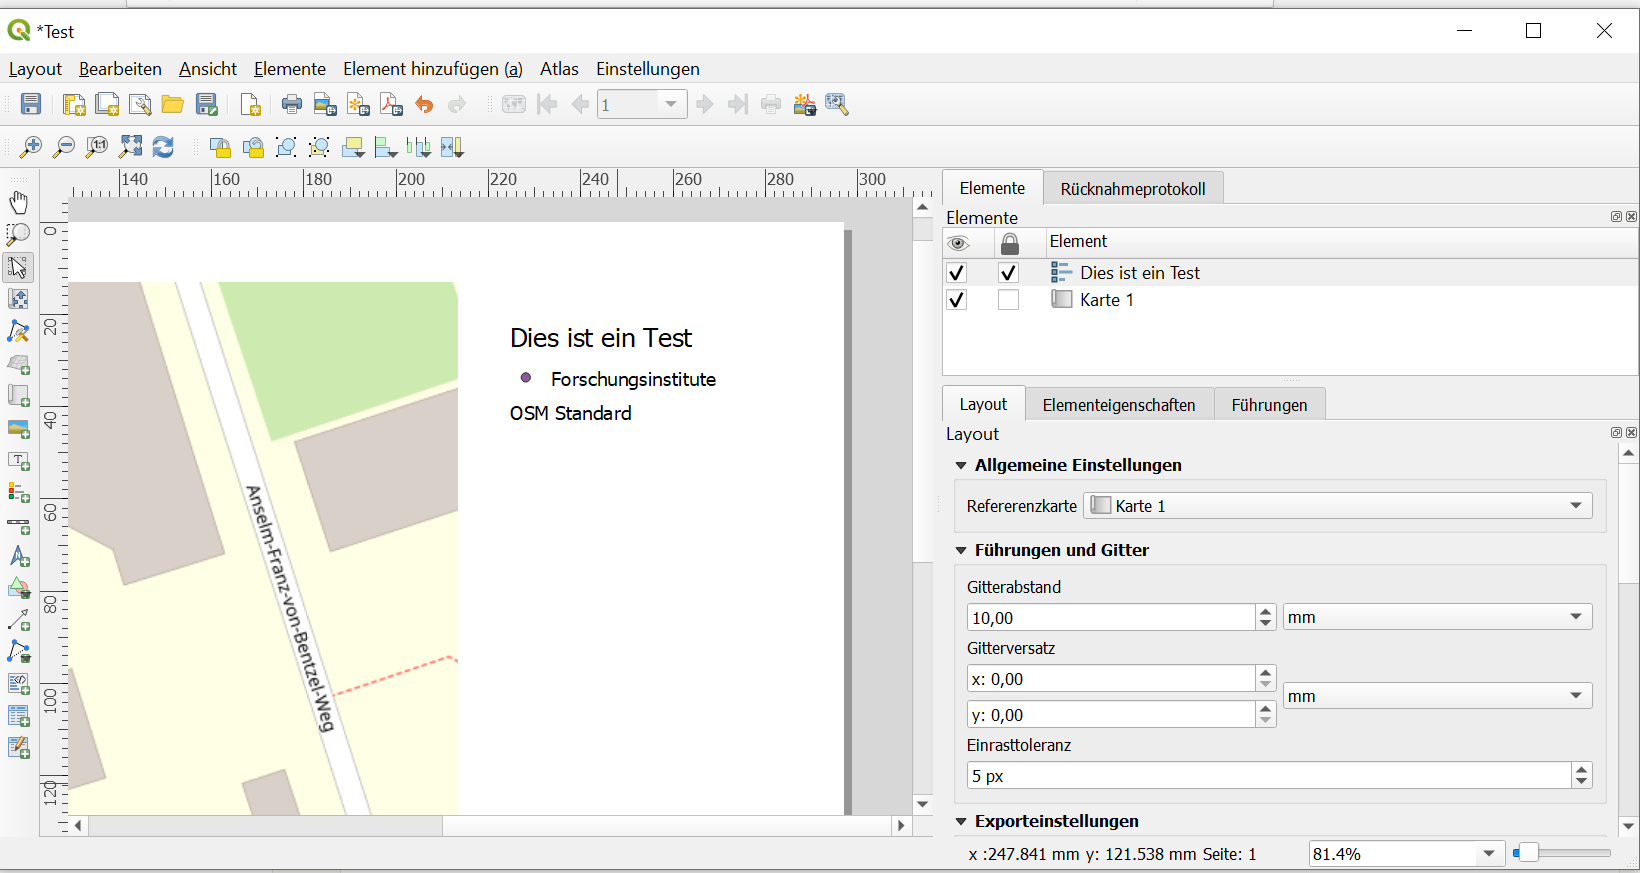 *Test
Layout Bearbeiten Ansicht Elemente Element hinzufügen (a) Atlas Einstellungen
1
1:1
140 160 180 200 220 240 260 280 300
0
20
40
60
80
100
120
Dies ist ein Test
Forschungsinstitute
OSM Standard
Anselm-Franz-von-Bentzel-Weg
Elemente Rücknahmeprotokoll
Elemente
Element
Dies ist ein Test
Karte 1
Layout Elementeigenschaften Führungen
Layout
Allgemeine Einstellungen
Refererenzkarte Karte 1
Führungen und Gitter
Gitterabstand
10,00 mm
Gitterversatz
x: 0,00
mm
y: 0,00
Einrasttoleranz
5 px
Exporteinstellungen
x :247.841 mm y: 121.538 mm Seite: 1 81.4%